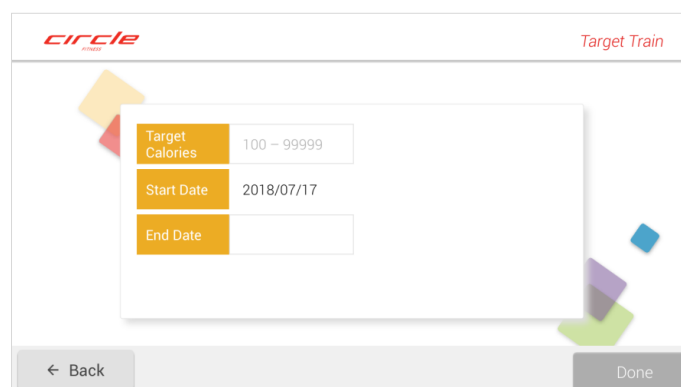 circle
FITNESS
Target Train
Target
Calories
100 – 99999
Start Date
2018/07/17
End Date
← Back
Done